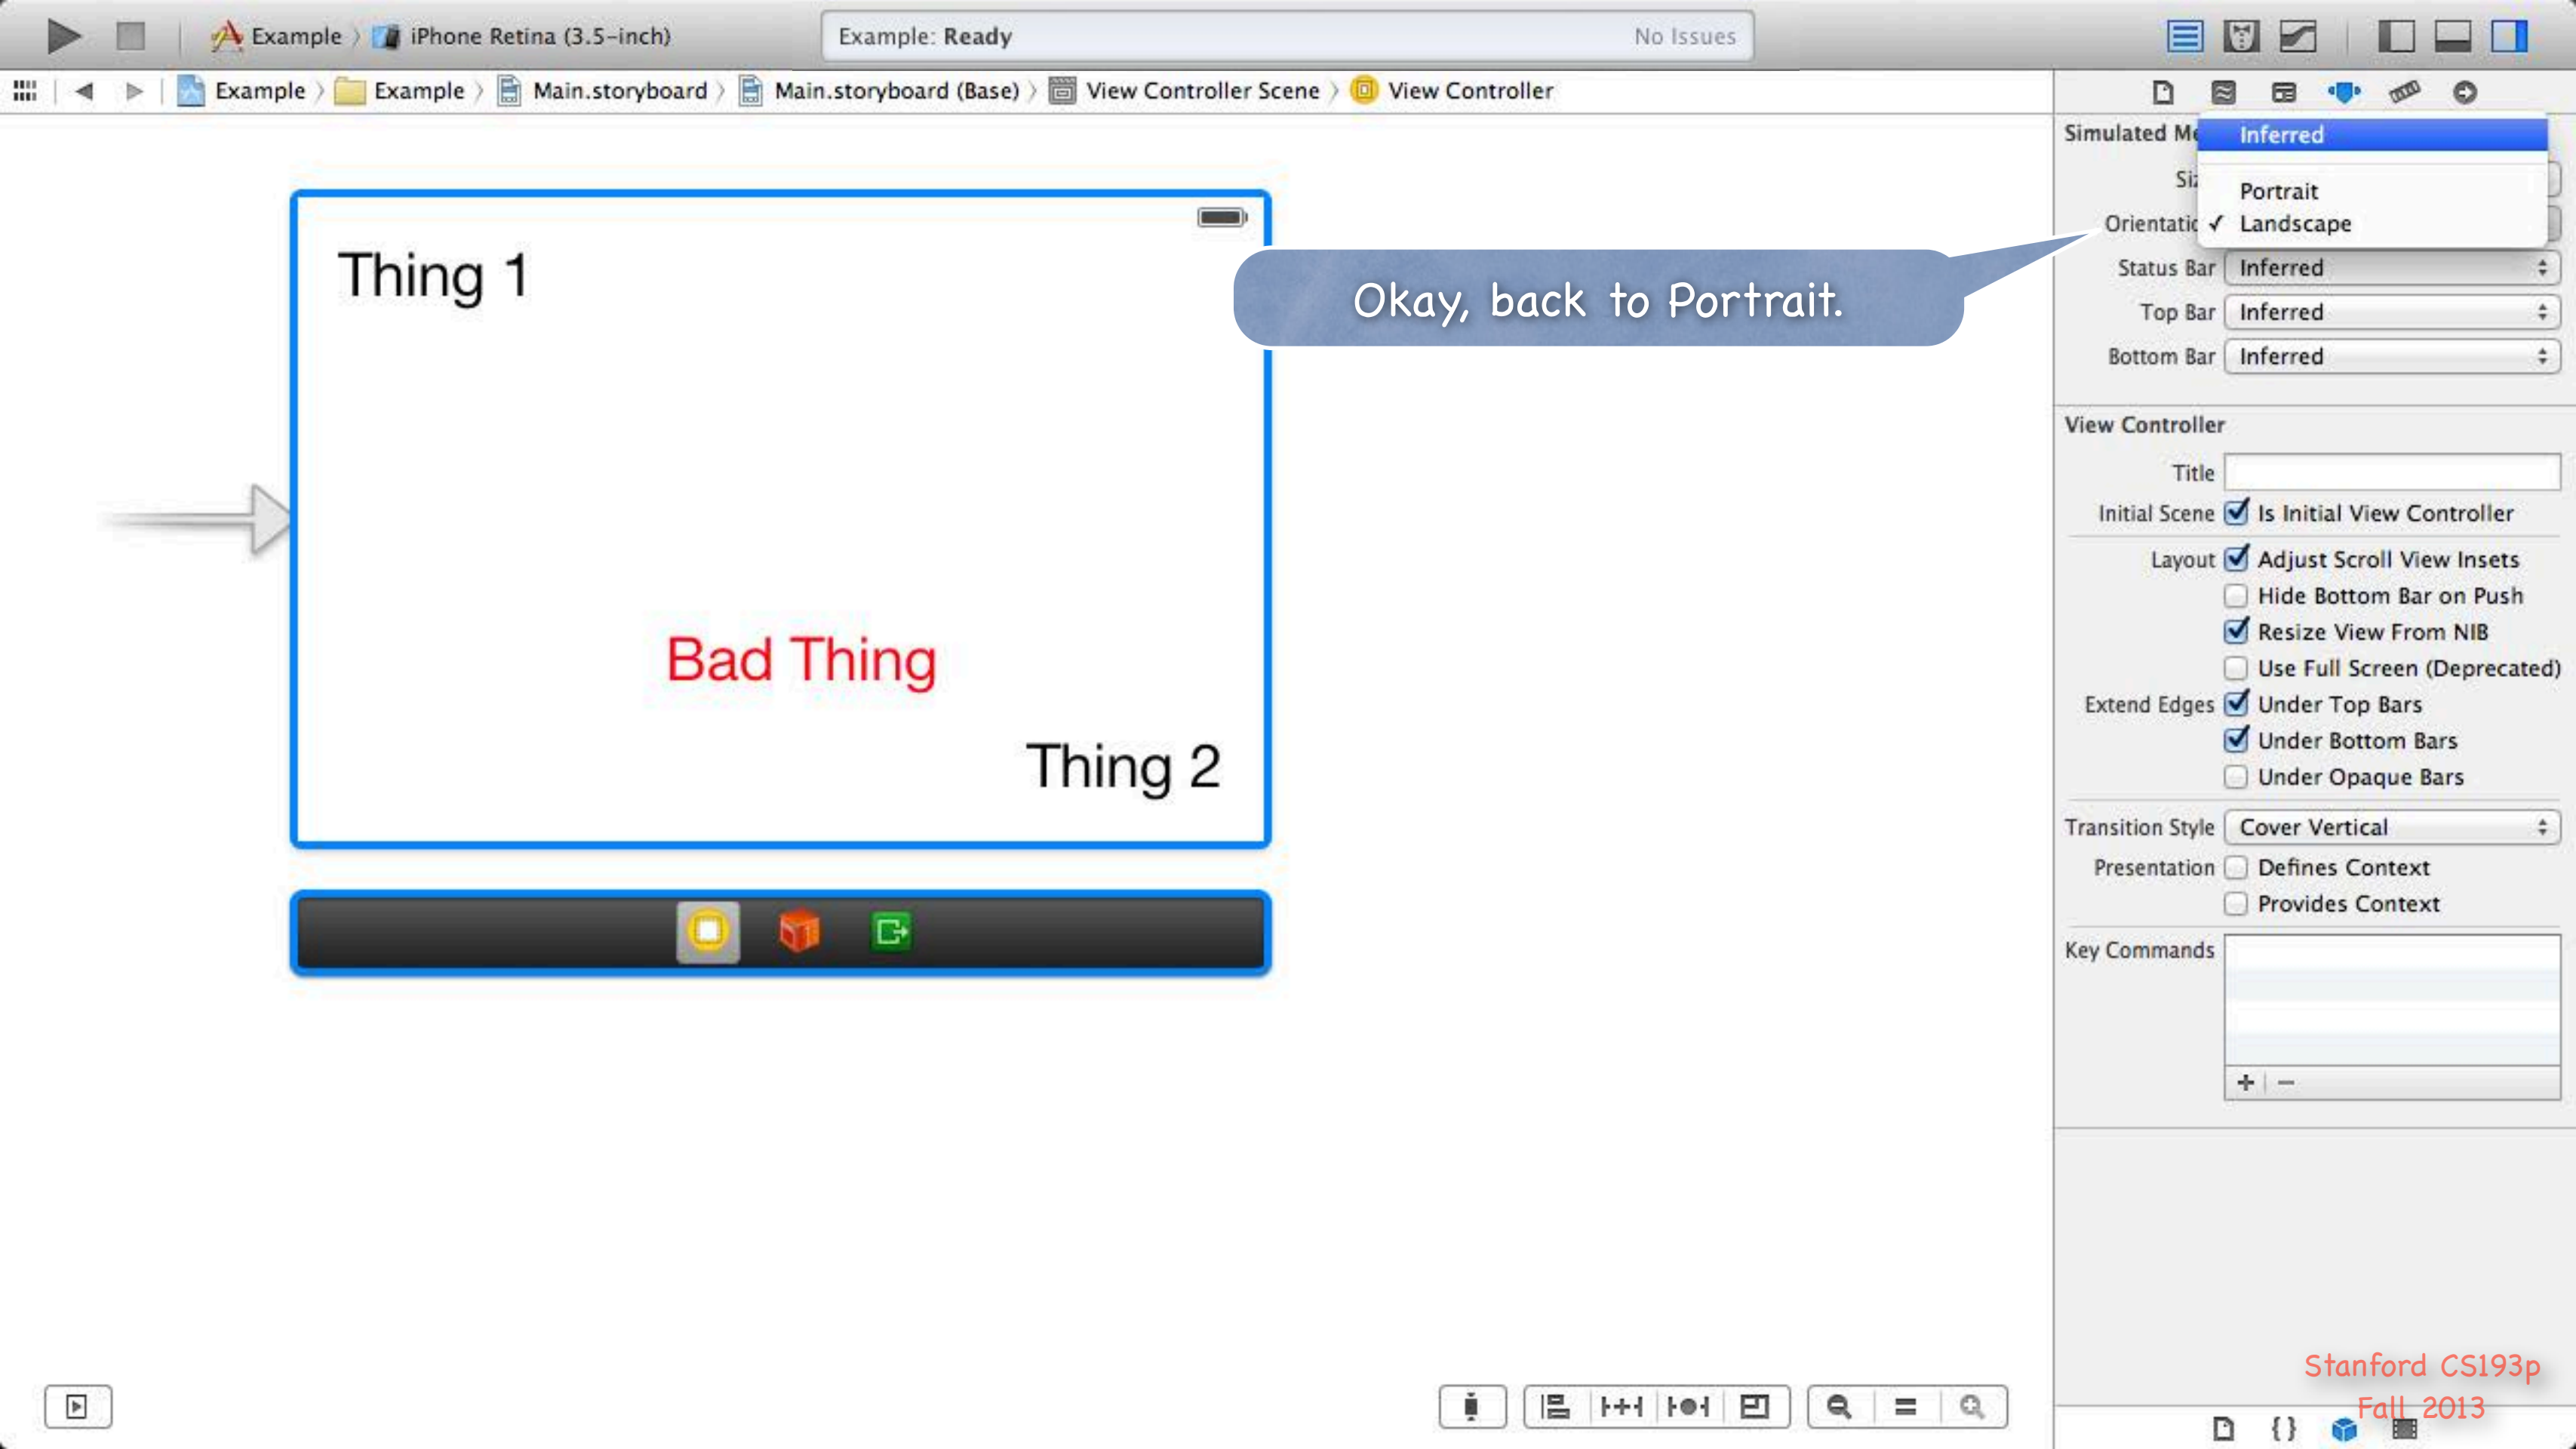 Example
iPhone Retina (3.5-inch)
Example: Ready
No Issues
Example
Example
Main.storyboard
Main.storyboard (Base)
View Controller Scene
View Controller
Thing 1
Bad Thing
Thing 2
Okay, back to Portrait.
Simulated
Inferred
Portrait
✓ Landscape
Status Bar Inferred
Top Bar Inferred
Bottom Bar Inferred
View Controller
Title
Initial Scene Is Initial View Controller
Layout Adjust Scroll View Insets
Hide Bottom Bar on Push
Resize View From NIB
Use Full Screen (Deprecated)
Extend Edges Under Top Bars
Under Bottom Bars
Under Opaque Bars
Transition Style Cover Vertical
Presentation Defines Context
Provides Context
Key Commands
Stanford CS193p
Fall 2013